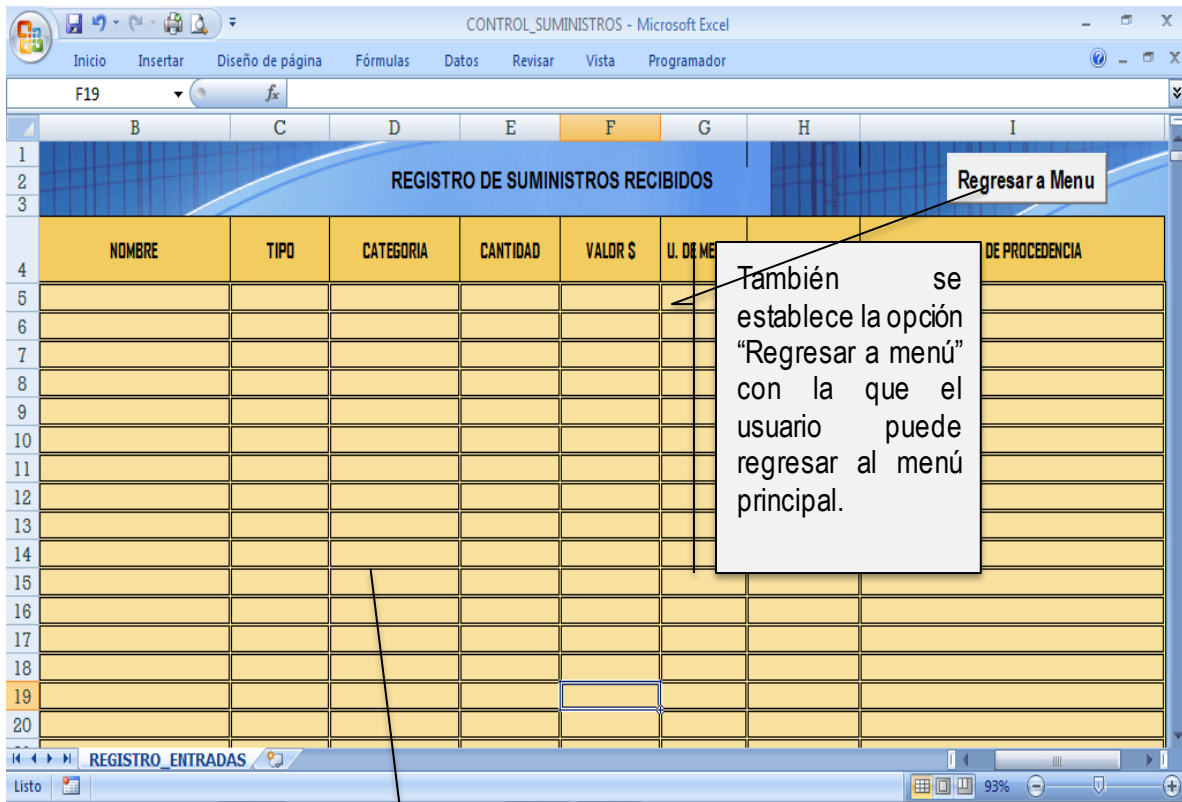 CONTROL_SUMINISTROS - Microsoft Excel
Inicio Insertar Diseño de página Fórmulas Datos Revisar Vista Programador
F19 fx
B C D E F G H I
1
2 REGISTRO DE SUMINISTROS RECIBIDOS Regresar a Menu
3
4 NOMBRE TIPO CATEGORIA CANTIDAD VALOR $ U. DE ME DE PROCEDENCIA
También se
establece la opción
“Regresar a menú”
con la que el
usuario puede
regresar al menú
principal.
5
6
7
8
9
10
11
12
13
14
15
16
17
18
19
20
REGISTRO_ENTRADAS
Listo 93%